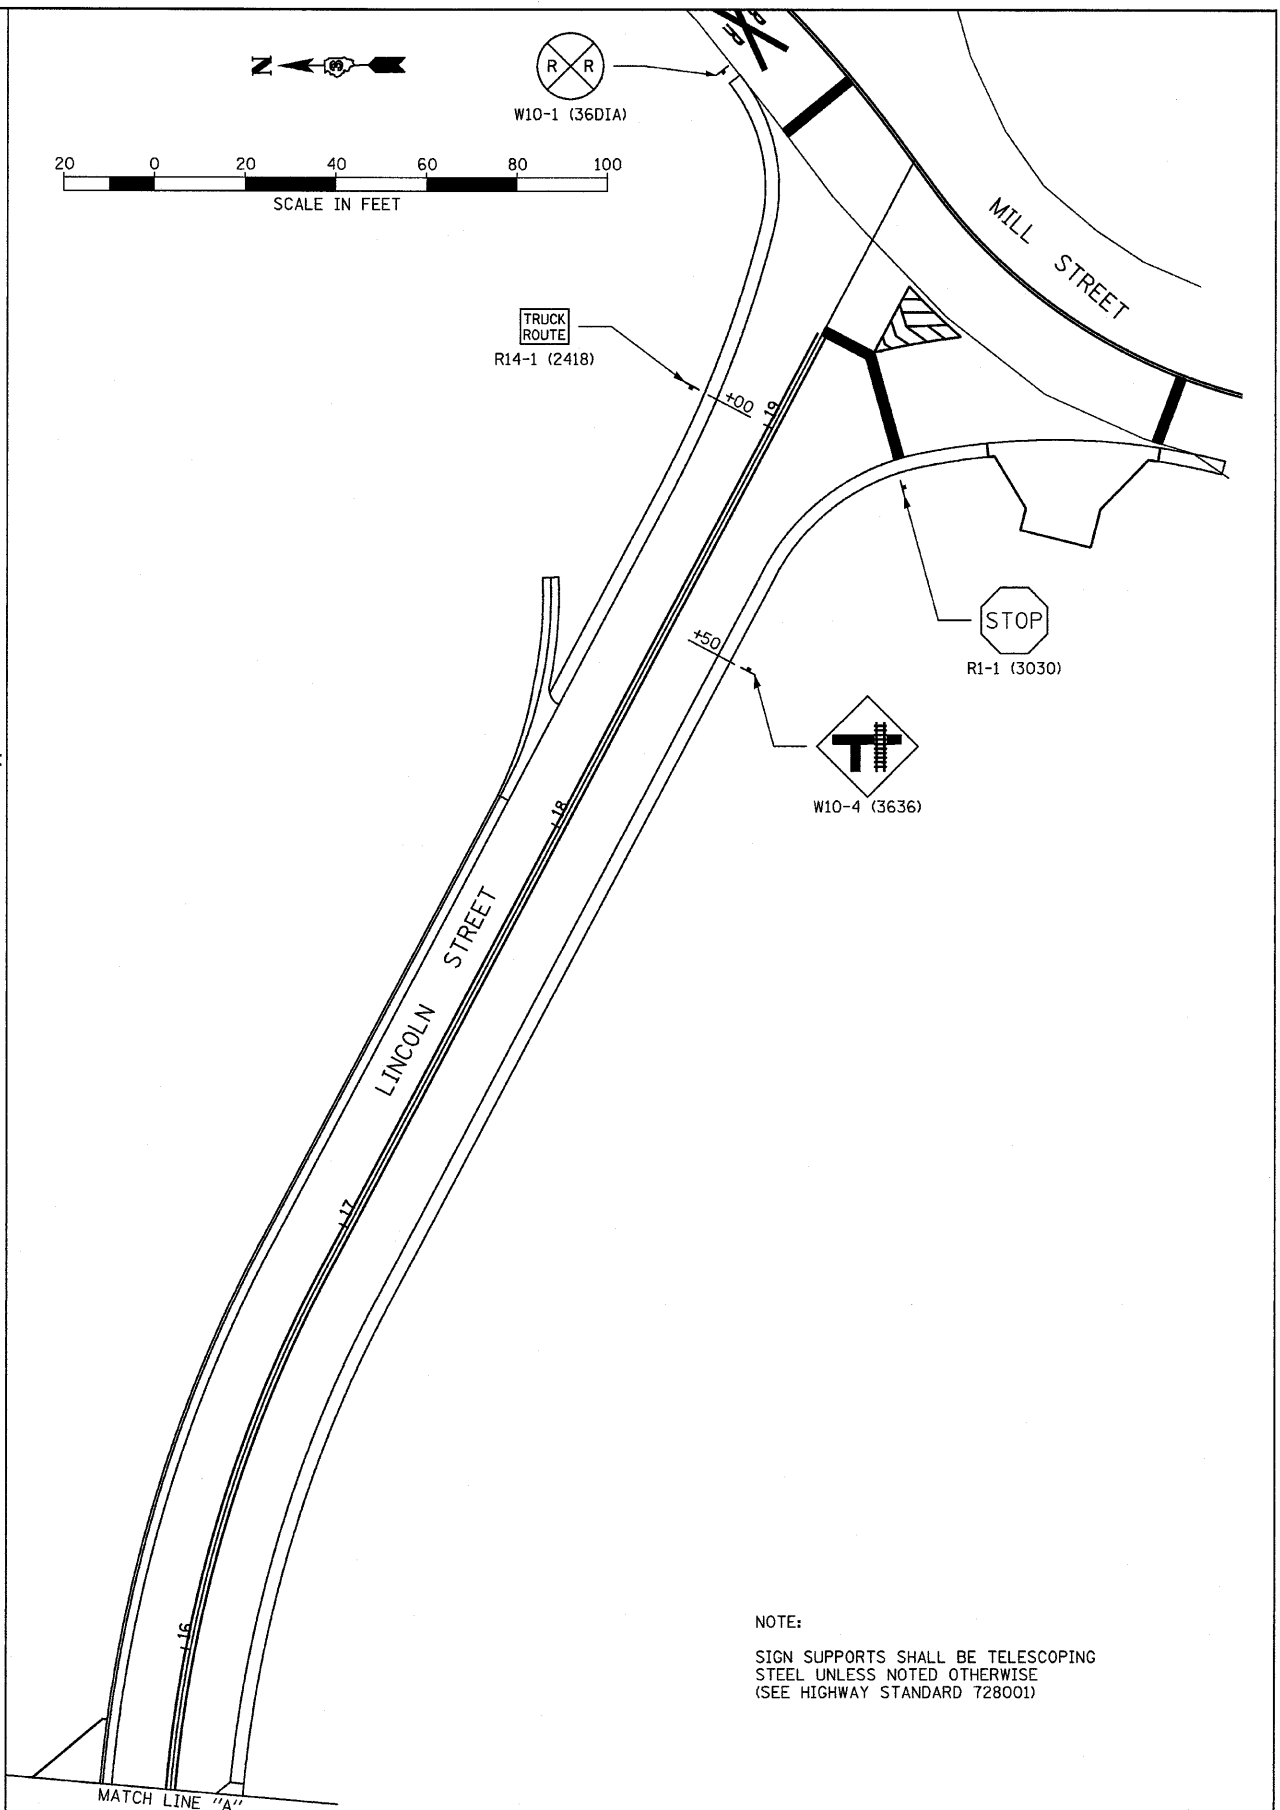 N
R R
W10-1 (36DIA)
R R
20 0 20 40 60 80 100
SCALE IN FEET
MILL STREET
TRUCK
ROUTE
R14-1 (2418)
+00
19
STOP
R1-1 (3030)
+50
W10-4 (3636)
18
LINCOLN STREET
17
16
NOTE:
SIGN SUPPORTS SHALL BE TELESCOPING
STEEL UNLESS NOTED OTHERWISE
(SEE HIGHWAY STANDARD 728001)
MATCH LINE "A"